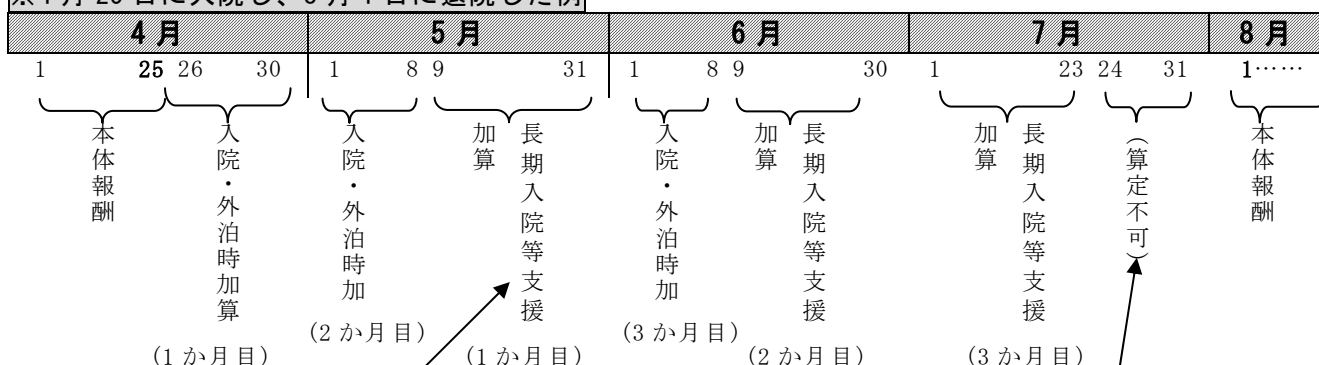 ※4月25日に入院し、8月1日に退院した例
4月 5月 6月 7月 8月
1 25 26 30 1 8 9 31 1 8 9 30 1 23 24 31 1……
本体報酬
入院・外泊時加算
(1か月目)
入院・外泊時加
(2か月目)
長期入院等支援
加算
(1か月目)
入院・外泊時加
(3か月目)
長期入院等支援
加算
(2か月目)
長期入院等支援
加算
(3か月目)
(算定不可)
本体報酬